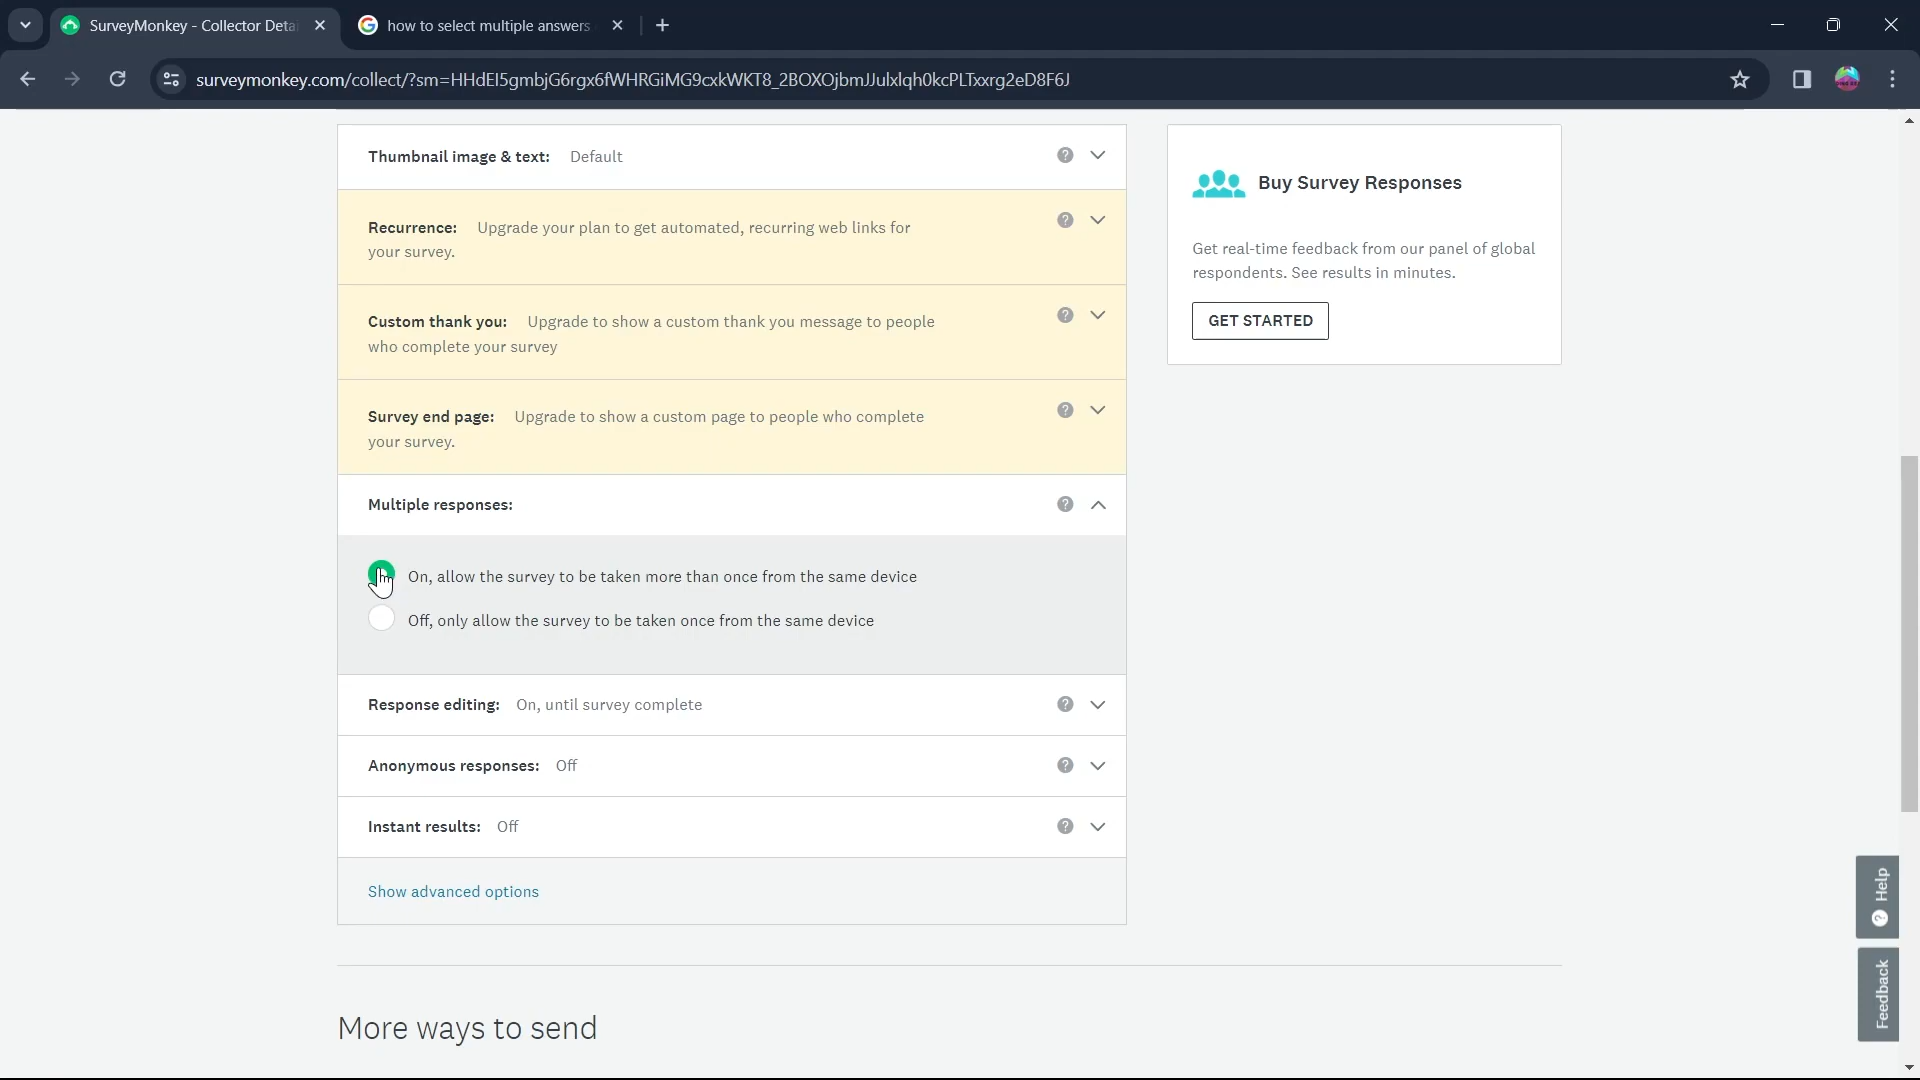 SurveyMonkey - Collector Deta
how to select multiple answers
surveymonkey.com/collect/?sm=HHdEI5gmbjG6rgx6fWHRGiMG9cxkWKT8_2BOXOjbmJJulxlqh0kcPLTxxrg2eD8F6J
Thumbnail image & text: Default
Recurrence: Upgrade your plan to get automated, recurring web links for
your survey.
Custom thank you: Upgrade to show a custom thank you message to people
who complete your survey
Survey end page: Upgrade to show a custom page to people who complete
your survey.
Multiple responses:
On, allow the survey to be taken more than once from the same device
Off, only allow the survey to be taken once from the same device
Response editing: On, until survey complete
Anonymous responses: Off
Instant results: Off
Show advanced options
More ways to send
Buy Survey Responses
Get real-time feedback from our panel of global
respondents. See results in minutes.
GET STARTED
Help
Feedback